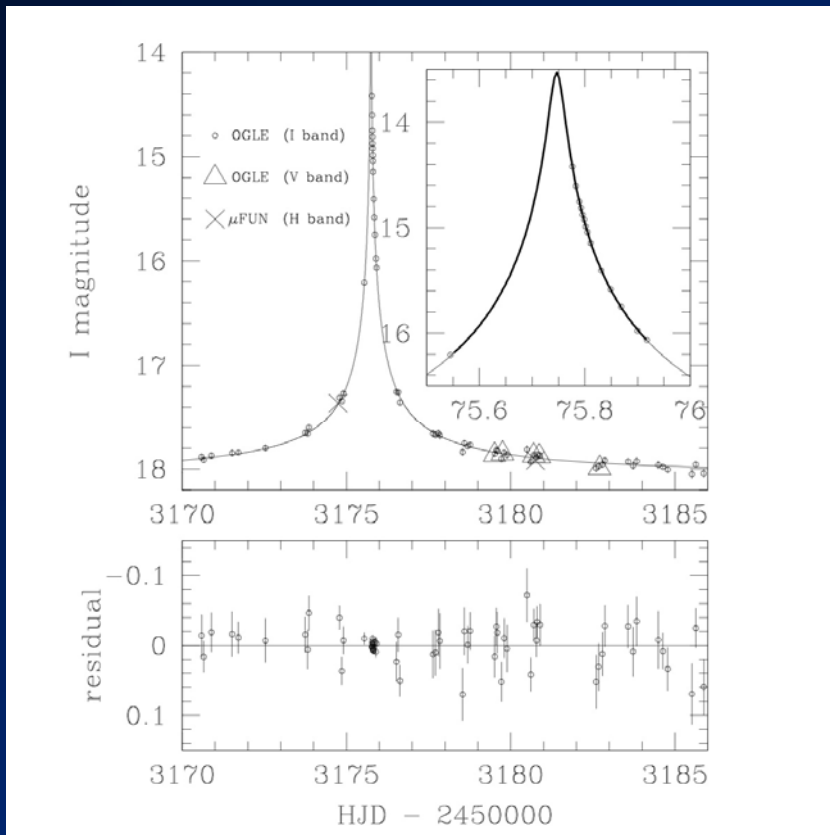 14
15
16
17
18
I magnitude
OGLE (I band)
OGLE (V band)
μFUN (H band)
14
15
16
75.6 75.8 76
3170 3175 3180 3185
-0.1
0
0.1
residual
3170 3175 3180 3185
HJD - 2450000